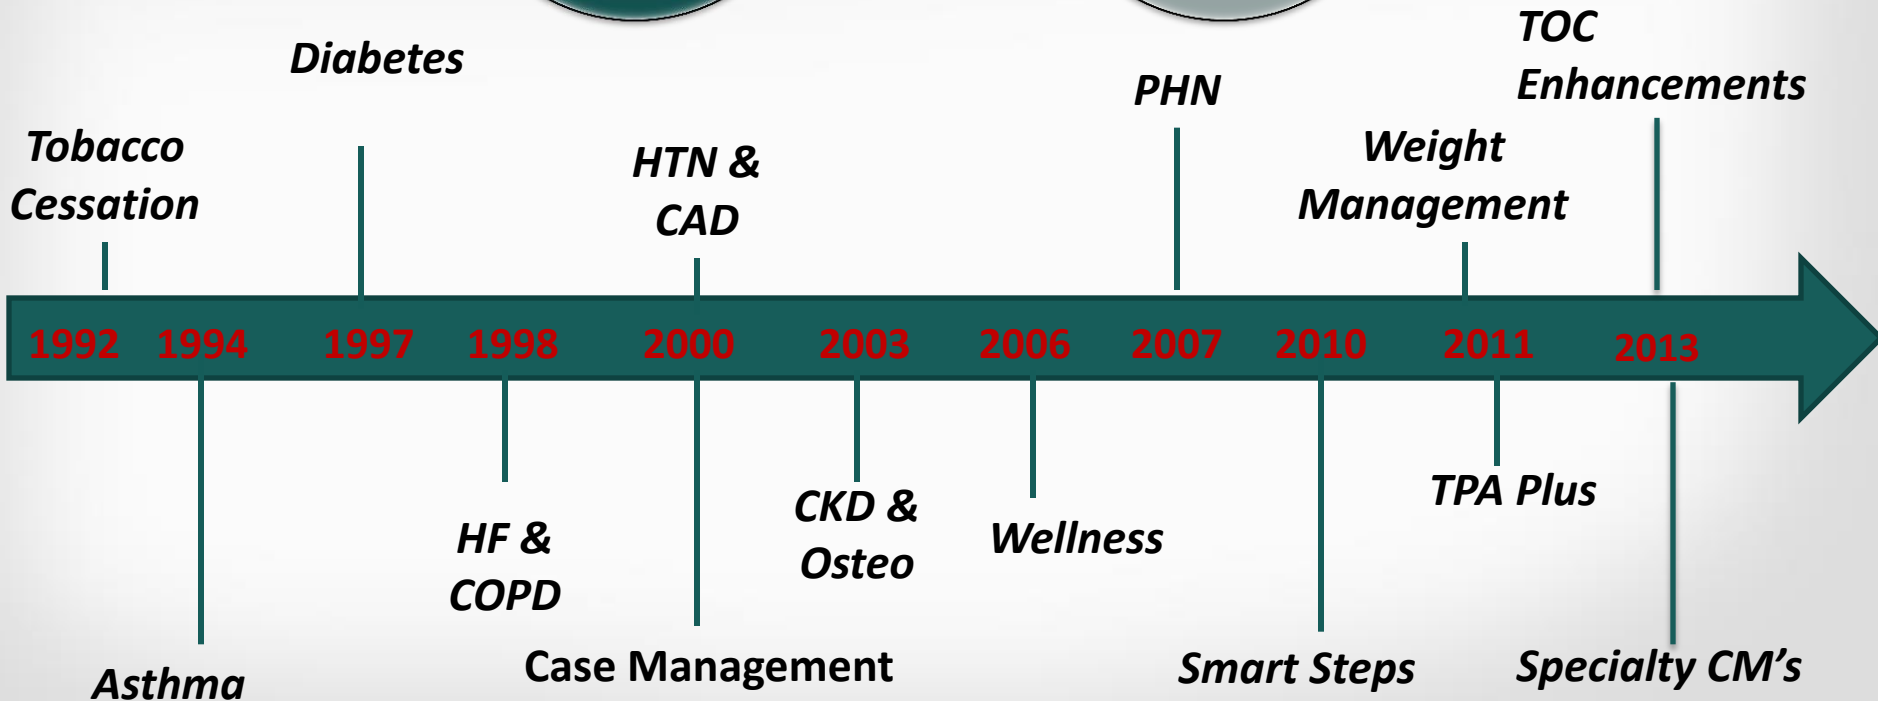 TOC
Enhancements
Diabetes
PHN
Tobacco
Cessation
HTN &
CAD
Weight
Management
1992 1994 1997 1998 2000 2003 2006 2007 2010 2011 2013
TPA Plus
CKD &
Osteo
HF &
COPD
Wellness
Case Management
Smart Steps
Specialty CM’s
Asthma